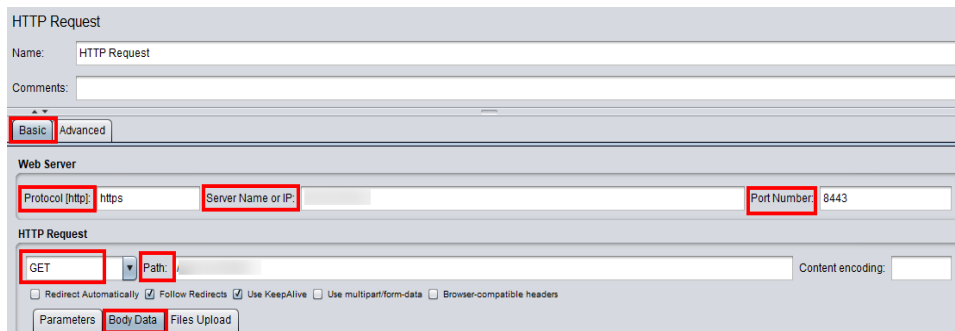 HTTP Request
Name: HTTP Request
Comments:
Basic Advanced
Web Server
Protocol [http]: https Server Name or IP: Port Number: 8443
HTTP Request
GET Path: / Content encoding:
Redirect Automatically Follow Redirects Use KeepAlive Use multipart/form-data Browser-compatible headers
Parameters Body Data Files Upload